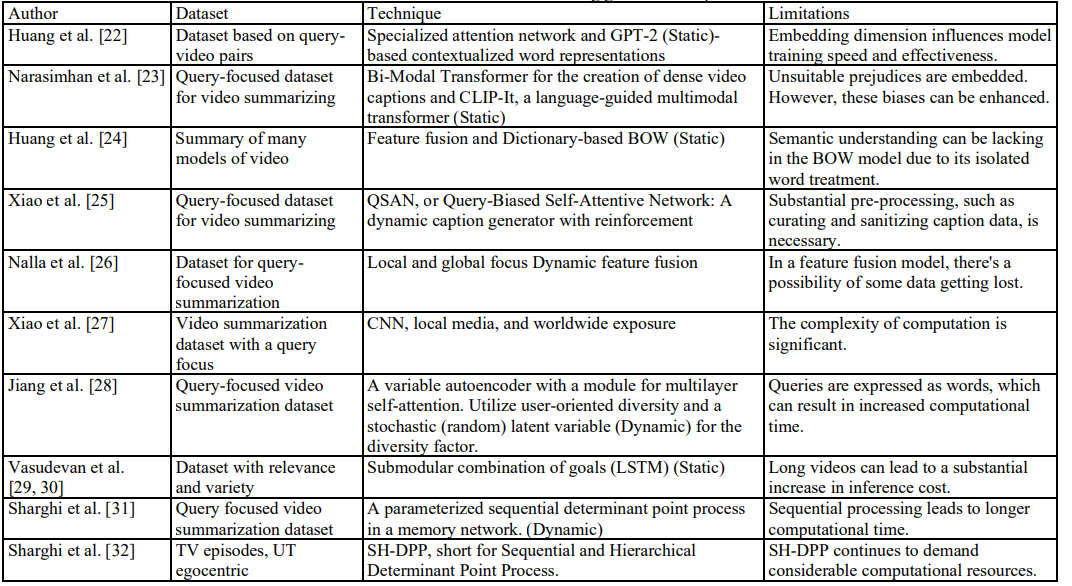 Author Dataset Technique Limitations
Huang et al. [22] Dataset based on query- Specialized attention network and GPT-2 (Static)- Embedding dimension influences model
video pairs based contextualized word representations training speed and effectiveness.
Narasimhan et al. [23] Query-focused dataset Bi-Modal Transformer for the creation of dense video Unsuitable prejudices are embedded.
for video summarizing captions and CLIP-It, a language-guided multimodal However, these biases can be enhanced.
transformer (Static)
Huang et al. [24] Summary of many Feature fusion and Dictionary-based BOW (Static) Semantic understanding can be lacking
models of video in the BOW model due to its isolated
word treatment.
Xiao et al. [25] Query-focused dataset QSAN, or Query-Biased Self-Attentive Network: A Substantial pre-processing, such as
for video summarizing dynamic caption generator with reinforcement curating and sanitizing caption data, is
necessary.
Nalla et al. [26] Dataset for query- Local and global focus Dynamic feature fusion In a feature fusion model, there's a
focused video possibility of some data getting lost.
summarization
Xiao et al. [27] Video summarization CNN, local media, and worldwide exposure The complexity of computation is
dataset with a query significant.
focus
Jiang et al. [28] Query-focused video A variable autoencoder with a module for multilayer Queries are expressed as words, which
summarization dataset self-attention. Utilize user-oriented diversity and a can result in increased computational
stochastic (random) latent variable (Dynamic) for the time.
diversity factor.
Vasudevan et al. Dataset with relevance Submodular combination of goals (LSTM) (Static) Long videos can lead to a substantial
[29, 30] and variety increase in inference cost.
Sharghi et al. [31] Query focused video A parameterized sequential determinant point process Sequential processing leads to longer
summarization dataset in a memory network. (Dynamic) computational time.
Sharghi et al. [32] TV episodes, UT SH-DPP, short for Sequential and Hierarchical SH-DPP continues to demand
egocentric Determinant Point Process. considerable computational resources.